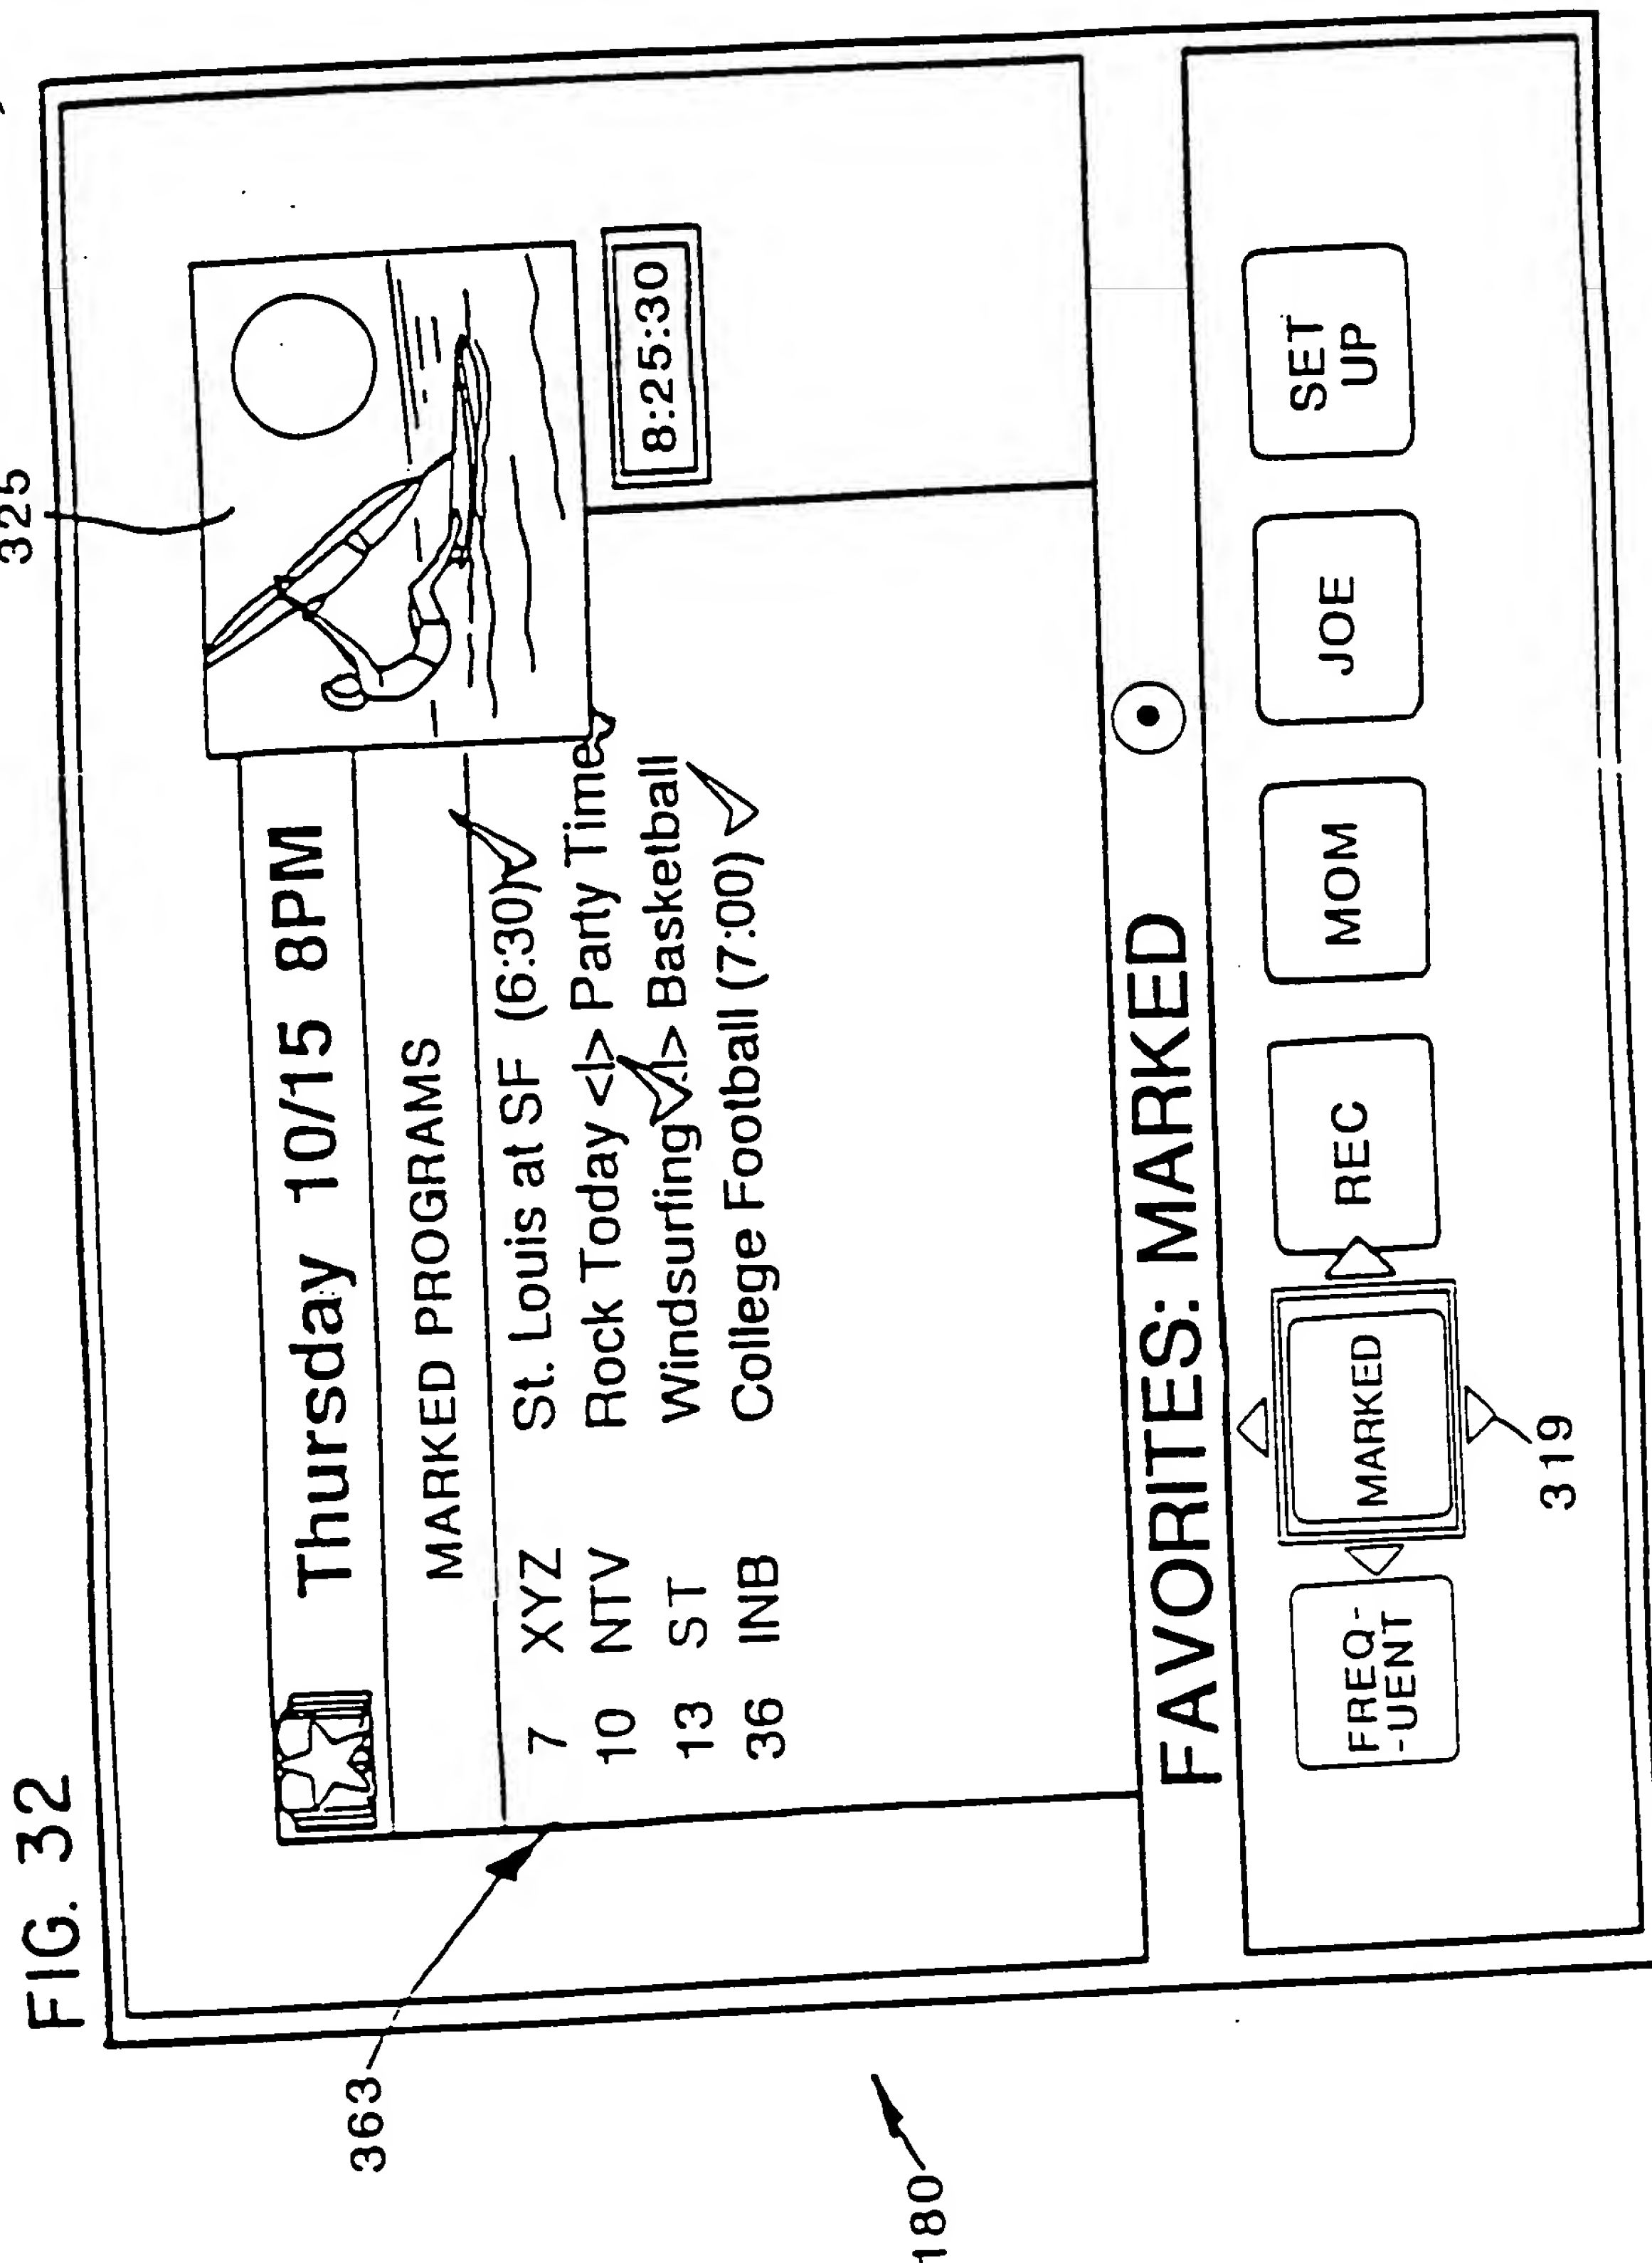 FIG. 32
325
363
180
Thursday 10/15 8PM
MARKED PROGRAMS
7 XYZ St. Louis at SF (6:30)
10 NTV Rock Today <I> Party Time
13 ST Windsurfing <I> Basketball
36 INB College Football (7:00)
8:25:30
FAVORITES: MARKED
FREQ-
-UENT
MARKED
REC
MOM
JOE
SET
UP
319